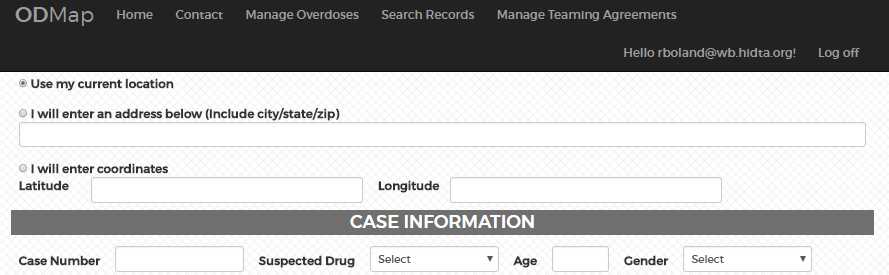 ODMap Home Contact Manage Overdoses Search Records Manage Teaming Agreements
Hello rboland@wb.hidta.org! Log off
Use my current location
I will enter an address below (Include city/state/zip)
I will enter coordinates
Latitude Longitude
CASE INFORMATION
Case Number Suspected Drug Select Age Gender Select